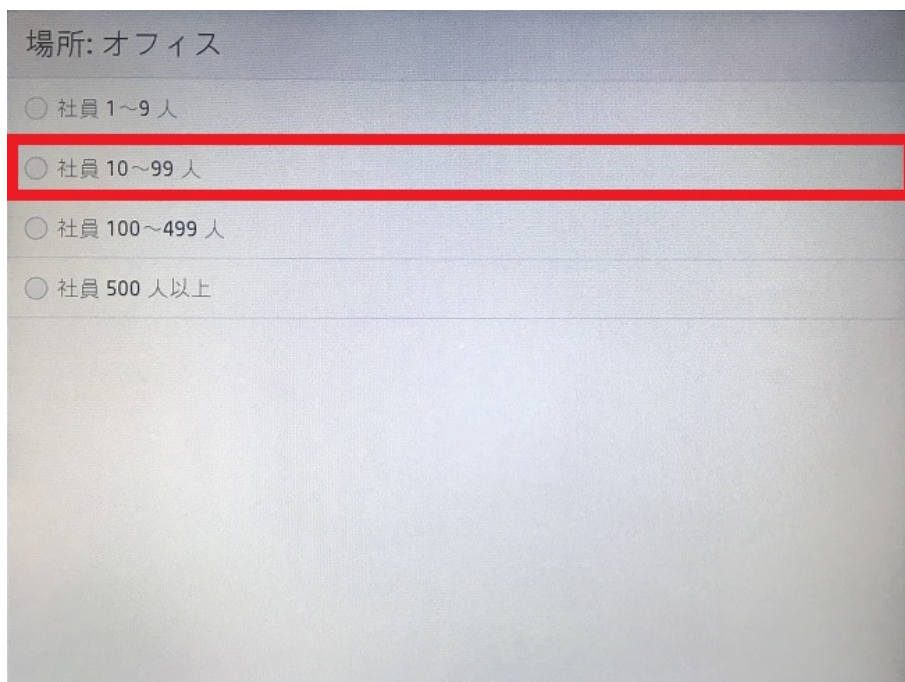 場所: オフィス
社員 1～9 人
社員 10～99 人
社員 100～499 人
社員 500 人以上